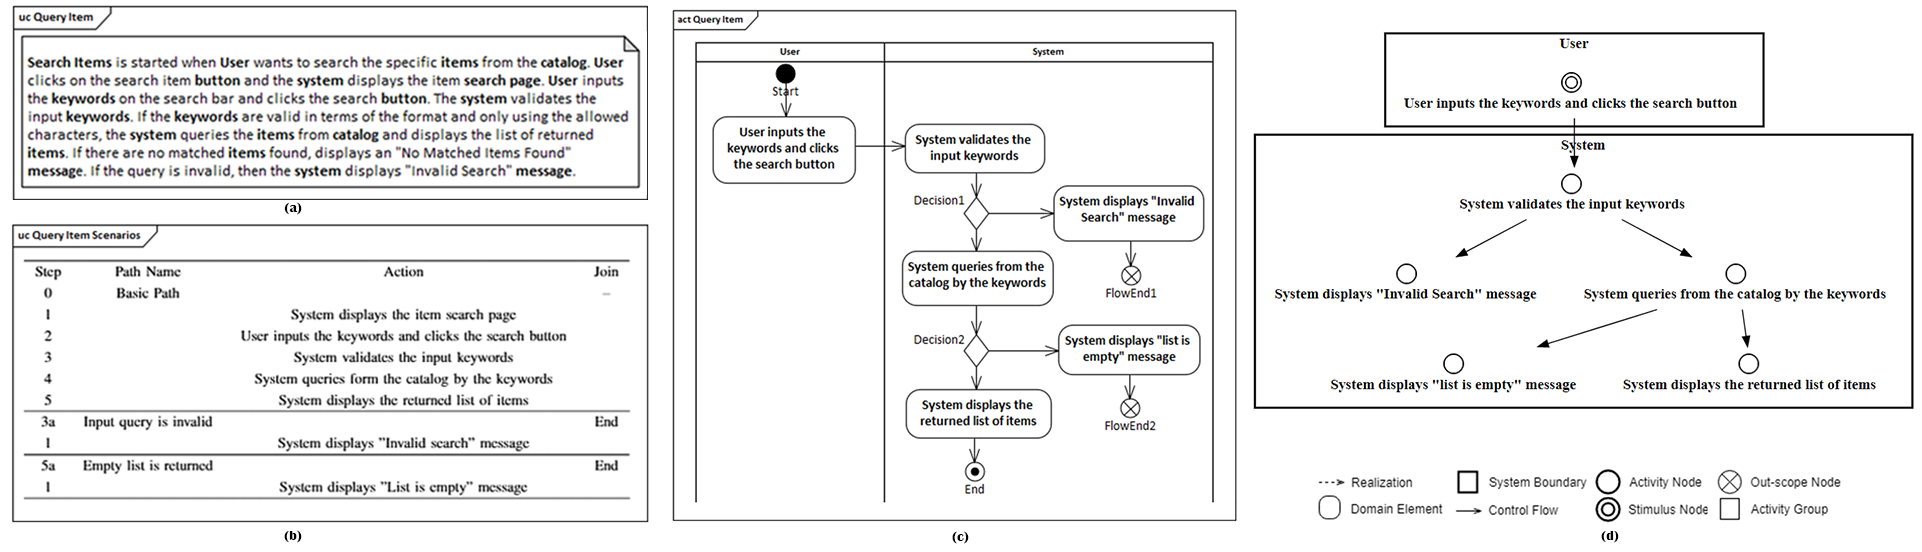 uc Query Item
Search Items is started when User wants to search the specific items from the catalog. User
clicks on the search item button and the system displays the item search page. User inputs
the keywords on the search bar and clicks the search button. The system validates the
input keywords. If the keywords are valid in terms of the format and only using the allowed
characters, the system queries the items from catalog and displays the list of returned
items. If there are no matched items found, displays an "No Matched Items Found"
message. If the query is invalid, then the system displays "Invalid Search" message.
(a)
uc Query Item Scenarios
Step Path Name Action Join
0 Basic Path –
1 System displays the item search page
2 User inputs the keywords and clicks the search button
3 System validates the input keywords
4 System queries form the catalog by the keywords
5 System displays the returned list of items
3a Input query is invalid End
1 System displays "Invalid search" message
5a Empty list is returned End
1 System displays "List is empty" message
(b)
act Query Item
User
System
Start
User inputs the
keywords and clicks
the search button
System validates the
input keywords
Decision1
System displays "Invalid
Search" message
FlowEnd1
System queries from the
catalog by the keywords
Decision2
System displays "list is
empty" message
FlowEnd2
System displays the
returned list of items
End
(c)
User
User inputs the keywords and clicks the search button
System
System validates the input keywords
System displays "Invalid Search" message
System queries from the catalog by the keywords
System displays "list is empty" message
System displays the returned list of items
Realization
System Boundary
Activity Node
Out-scope Node
Domain Element
Control Flow
Stimulus Node
Activity Group
(d)